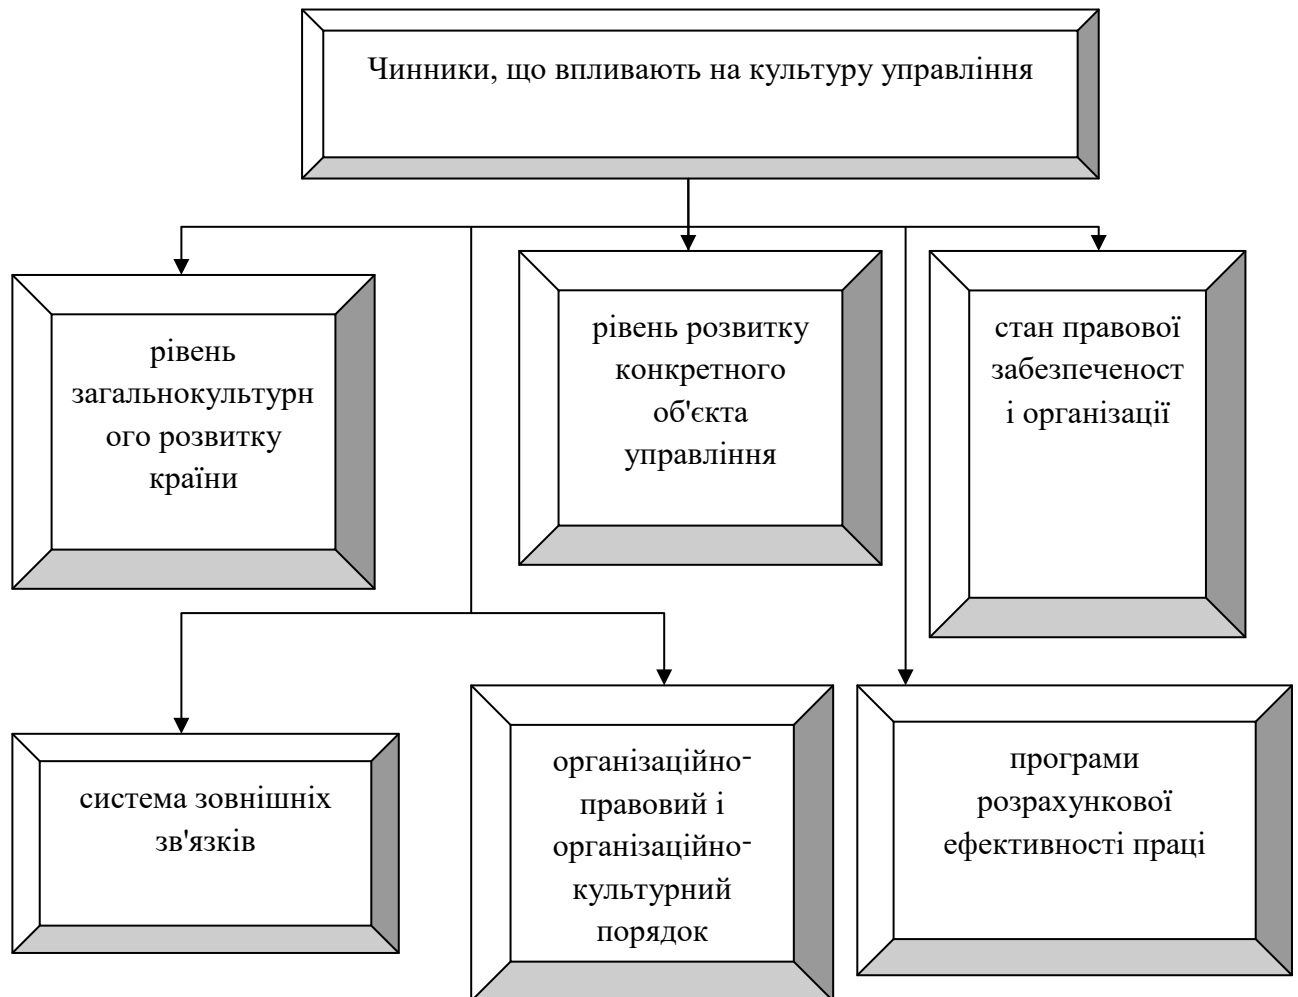 Чинники, що впливають на культуру управління
рівень
загальнокультурн
ого розвитку
країни
рівень розвитку
конкретного
об'єкта
управління
стан правової
забезпеченост
і організації
система зовнішніх
зв'язків
організаційно-
правовий і
організаційно-
культурний
порядок
програми
розрахункової
ефективності праці